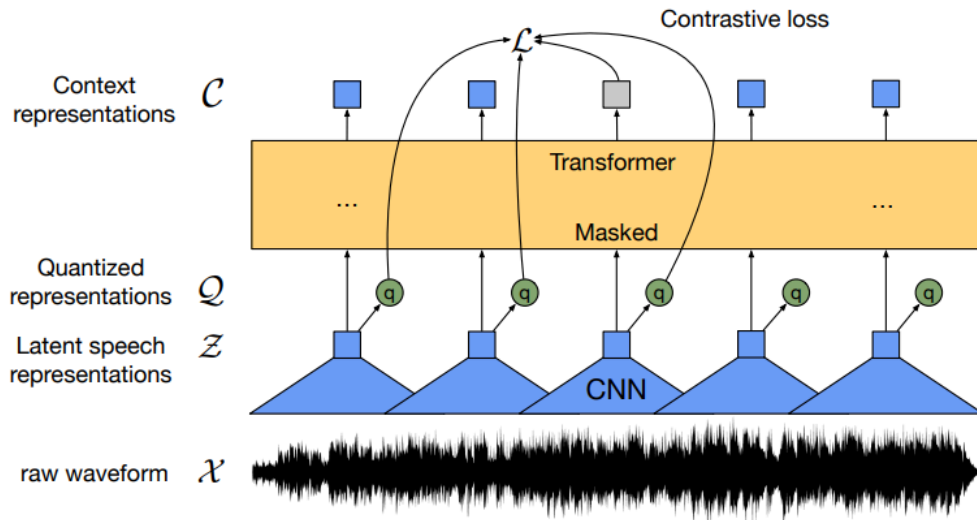 Contrastive loss
ℒ
Context
representations
𝒞
Transformer
...
...
Masked
Quantized
representations
𝒬
q
q
q
q
q
Latent speech
representations
𝒵
CNN
raw waveform
𝒳